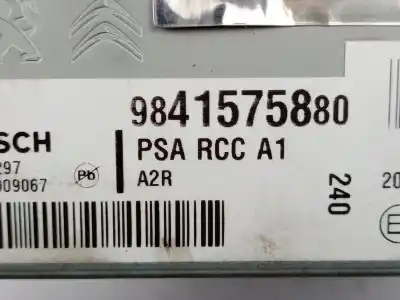 9841575880
SCH
PSA RCC A1
297
009067
Pb
A2R
240
20
E